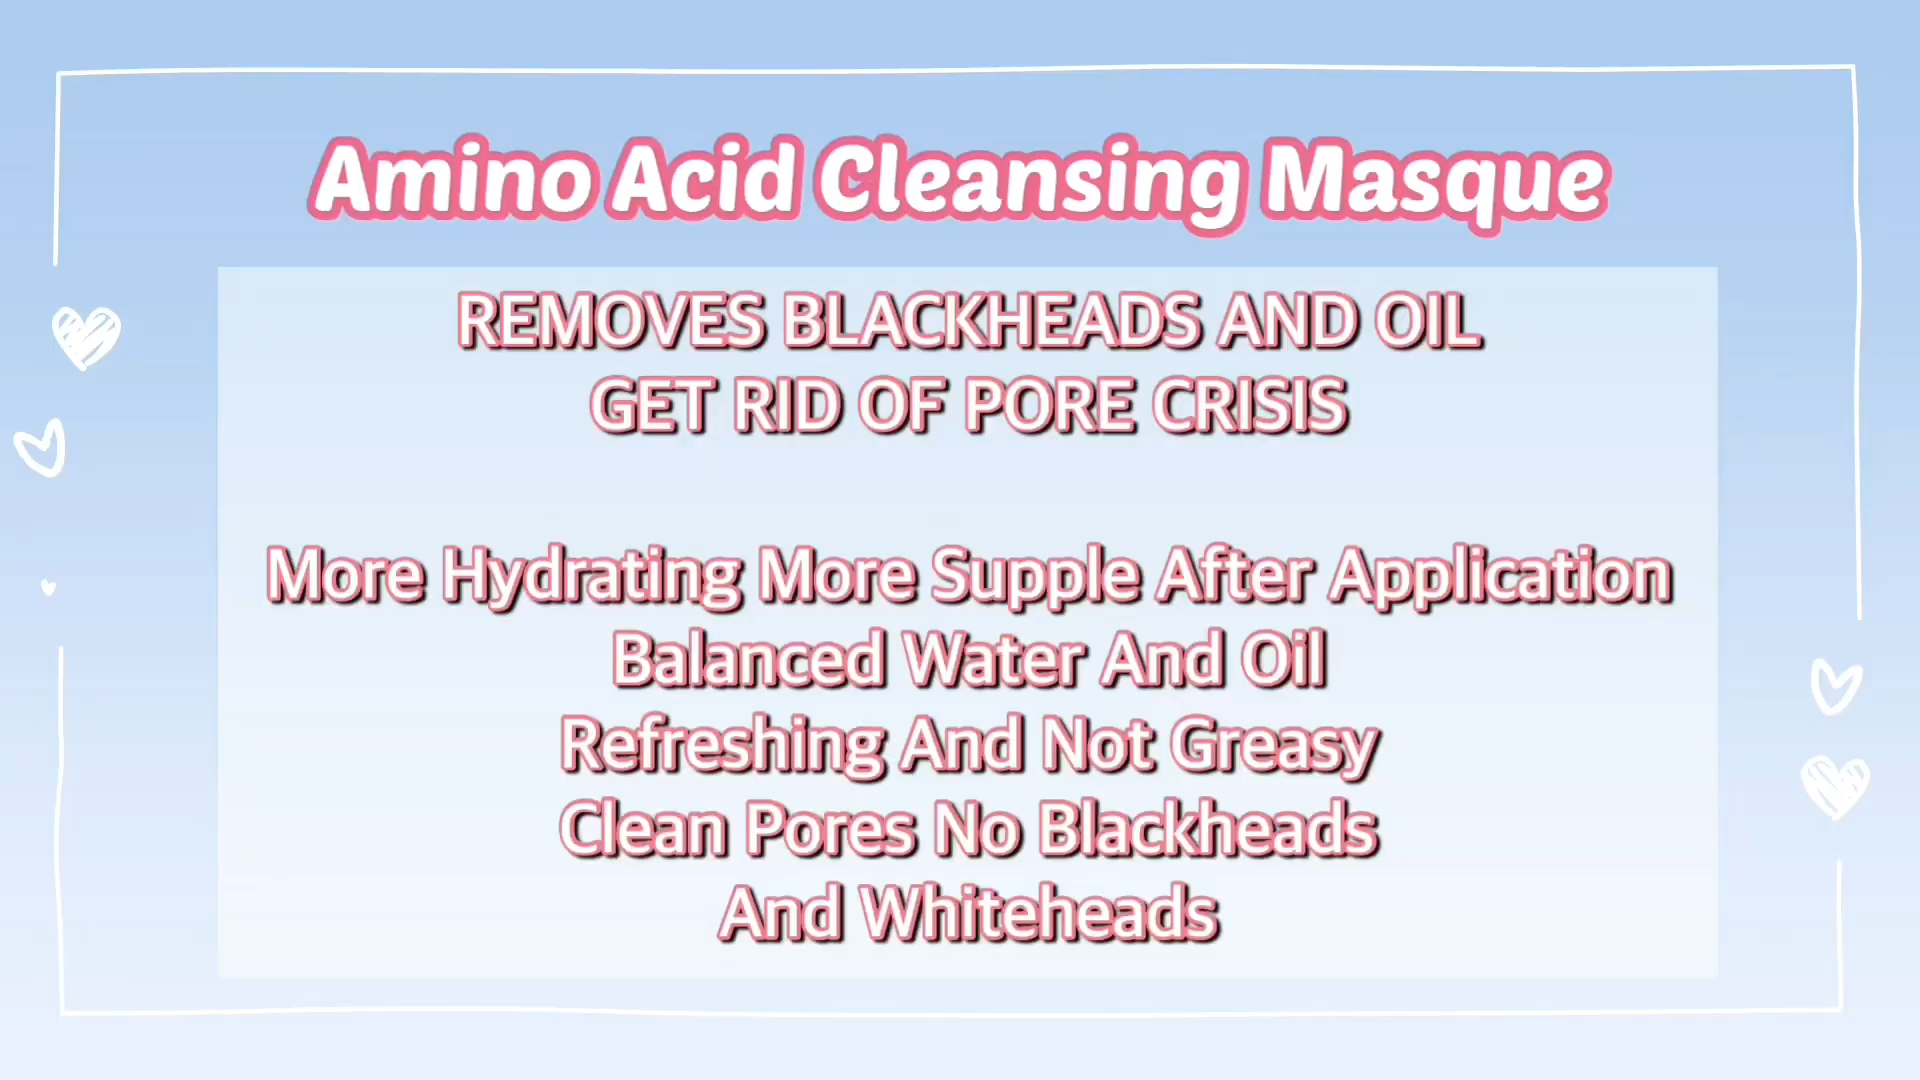 Amino Acid Cleansing Masque
REMOVES BLACKHEADS AND OIL
GET RID OF PORE CRISIS
More Hydrating More Supple After Application
Balanced Water And Oil
Refreshing And Not Greasy
Clean Pores No Blackheads
And Whiteheads